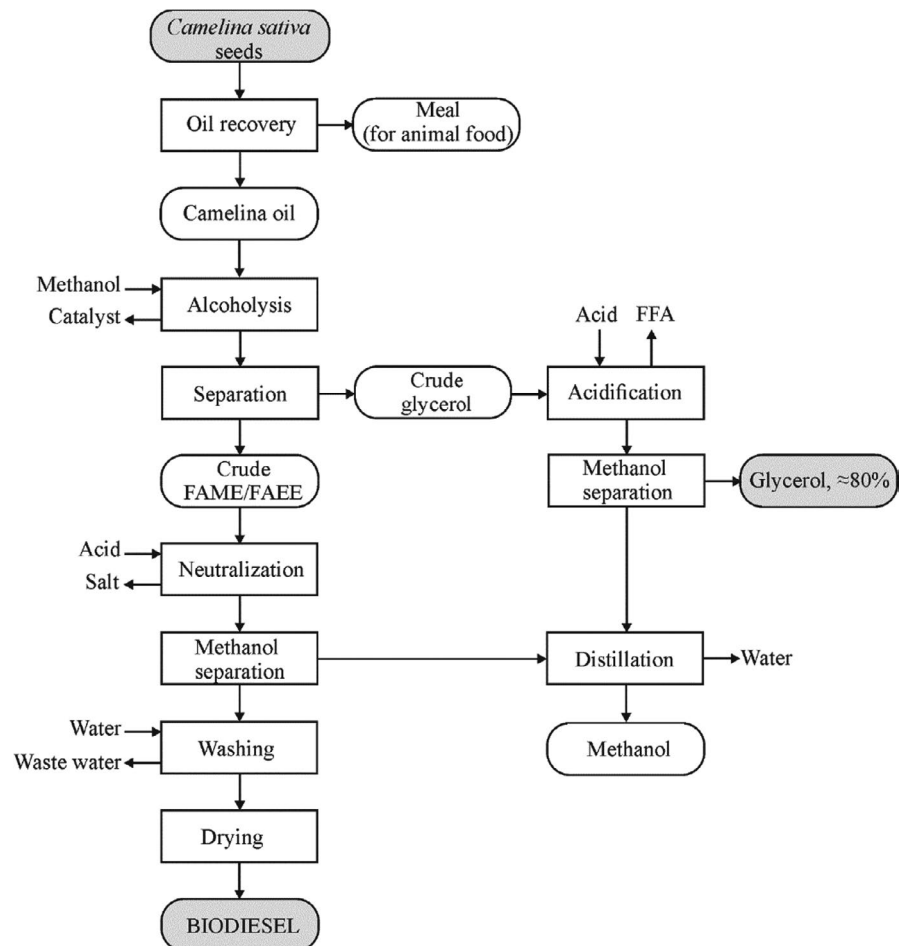 Camelina sativa
seeds
Oil recovery
Meal
(for animal food)
Camelina oil
Methanol
Catalyst
Alcoholysis
Acid
FFA
Separation
Crude
glycerol
Acidification
Crude
FAME/FAEE
Methanol
separation
Glycerol, ≈80%
Acid
Salt
Neutralization
Methanol
separation
Distillation
Water
Water
Waste water
Washing
Methanol
Drying
BIODIESEL